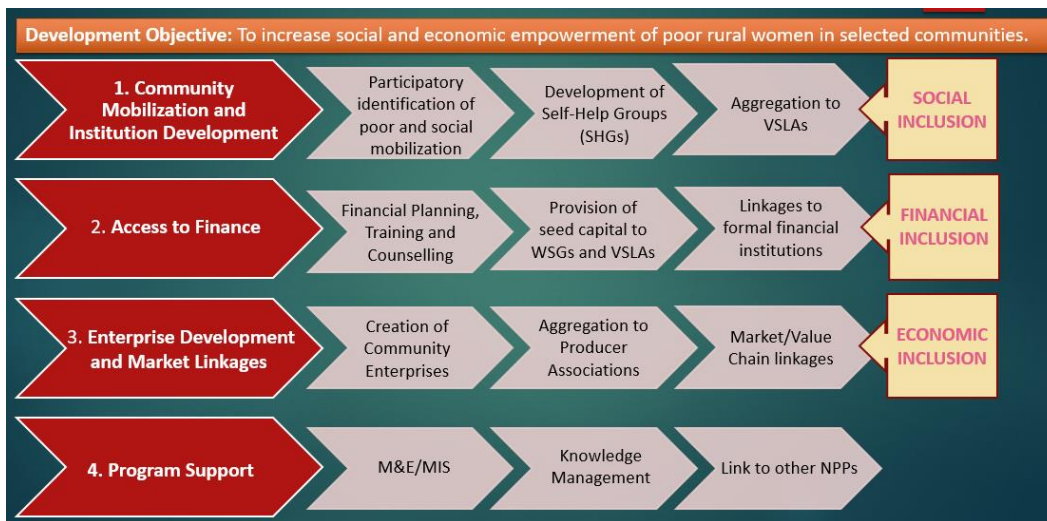 Development Objective: To increase social and economic empowerment of poor rural women in selected communities.
1. Community
Mobilization and
Institution Development
Participatory
identification of
poor and social
mobilization
Development of
Self-Help Groups
(SHGs)
Aggregation to
VSLAs
SOCIAL
INCLUSION
2. Access to Finance
Financial Planning,
Training and
Counselling
Provision of
seed capital to
WSGs and VSLAs
Linkages to
formal financial
institutions
FINANCIAL
INCLUSION
3. Enterprise Development
and Market Linkages
Creation of
Community
Enterprises
Aggregation to
Producer
Associations
Market/Value
Chain linkages
ECONOMIC
INCLUSION
4. Program Support
M&E/MIS
Knowledge
Management
Link to other NPPs